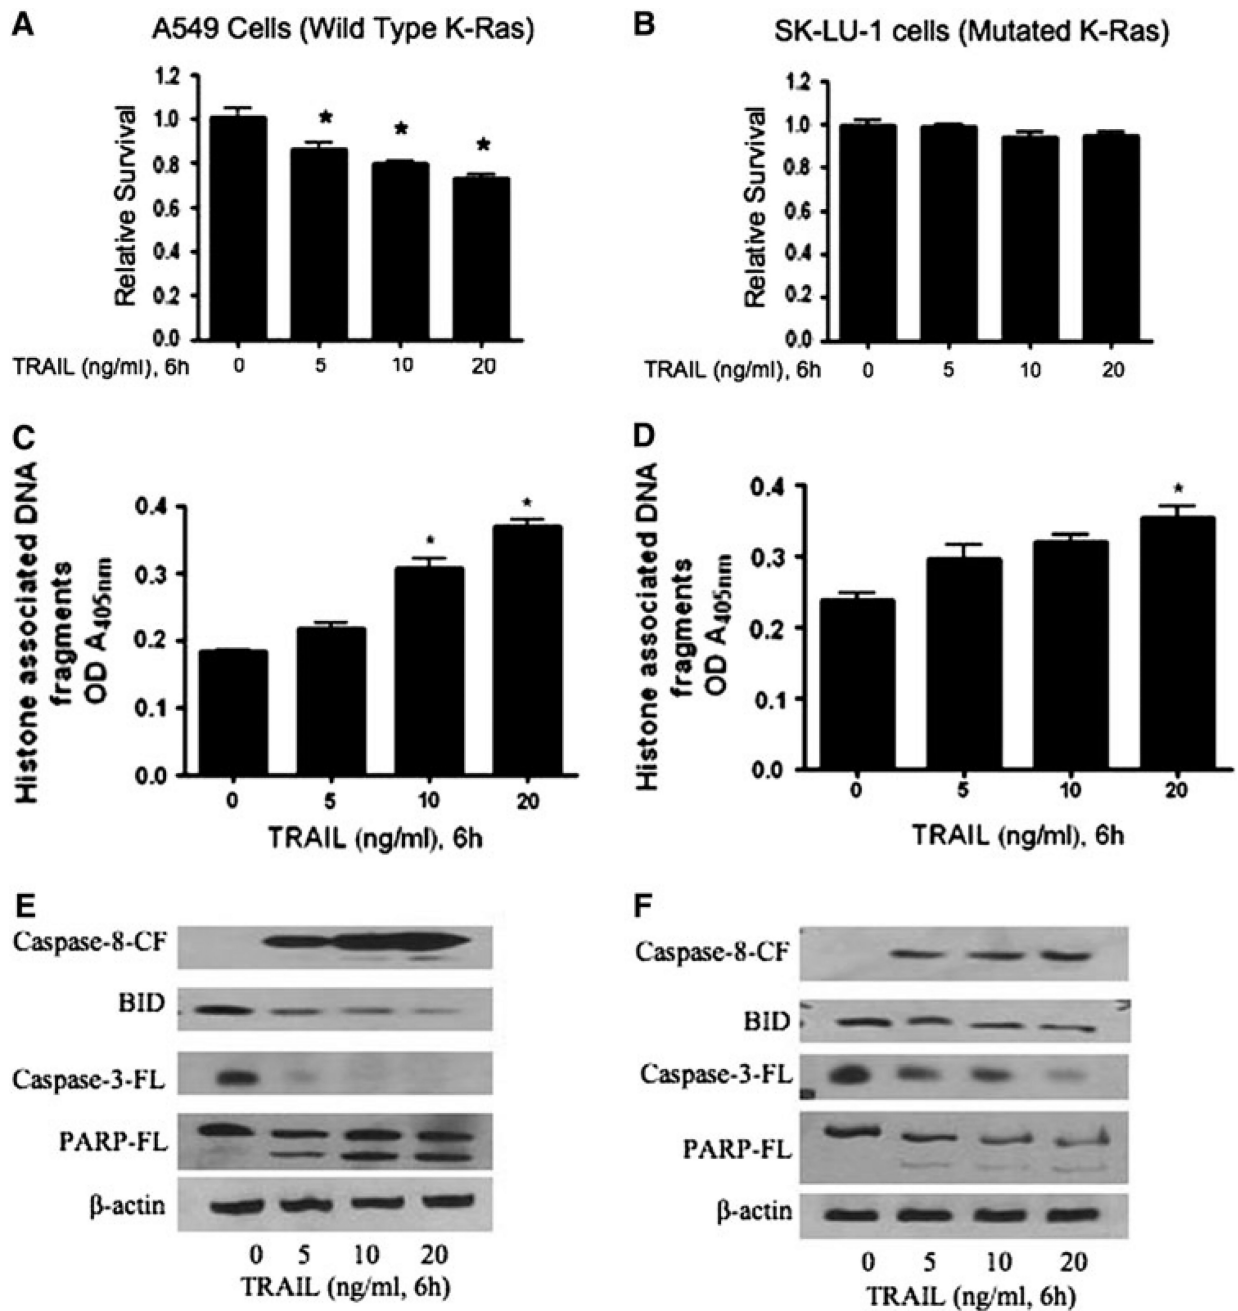 A
A549 Cells (Wild Type K-Ras)
Relative Survival
1.2
1.0
0.8
0.6
0.4
0.2
0.0
* * *
TRAIL (ng/ml), 6h 0 5 10 20
B
SK-LU-1 cells (Mutated K-Ras)
Relative Survival
1.2
1.0
0.8
0.6
0.4
0.2
0.0
TRAIL (ng/ml), 6h 0 5 10 20
C
Histone associated DNA
fragments
OD A405nm
0.4
0.3
0.2
0.1
0.0
* *
0 5 10 20
TRAIL (ng/ml), 6h
D
Histone associated DNA
fragments
OD A405nm
0.4
0.3
0.2
0.1
0.0
*
0 5 10 20
TRAIL (ng/ml), 6h
E
Caspase-8-CF
BID
Caspase-3-FL
PARP-FL
β-actin
0 5 10 20
TRAIL (ng/ml, 6h)
F
Caspase-8-CF
BID
Caspase-3-FL
PARP-FL
β-actin
0 5 10 20
TRAIL (ng/ml, 6h)